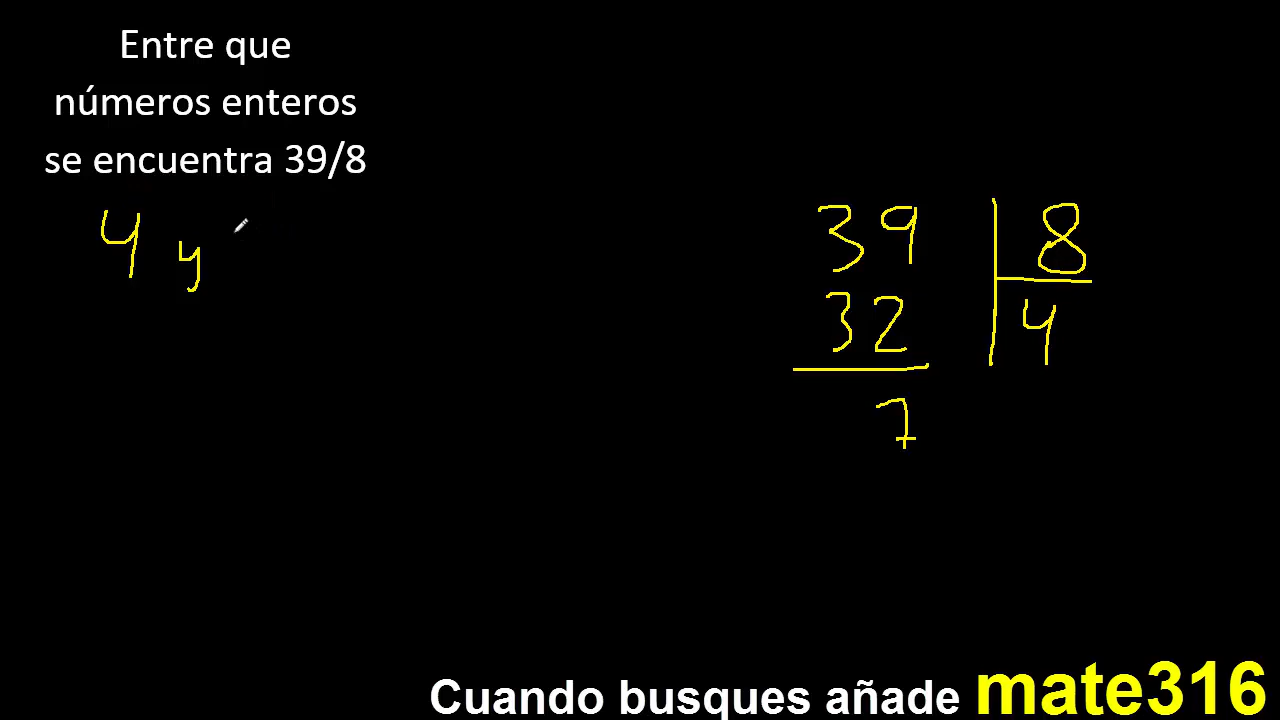 Entre que
números enteros
se encuentra 39/8
4 y
39 8
32 4
7
Cuando busques añade mate316